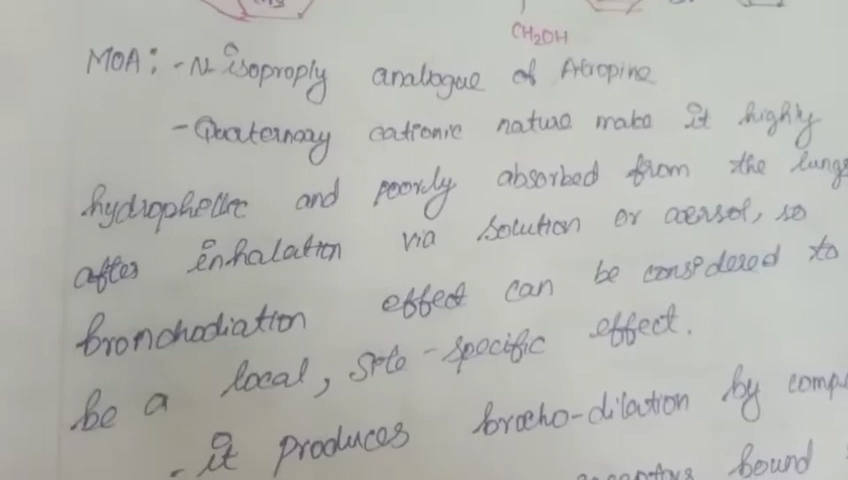 CH₂OH
MOA: - N-isoproply analogue of Atropine
- Quaternary cationic nature make it highly
hydrophellic and poorly absorbed from the lungs
after inhalation via solution or aersol, so
bronchodiation effect can be considered to
be a local, site-specific effect.
- it produces brocho-dilation by comp
bound